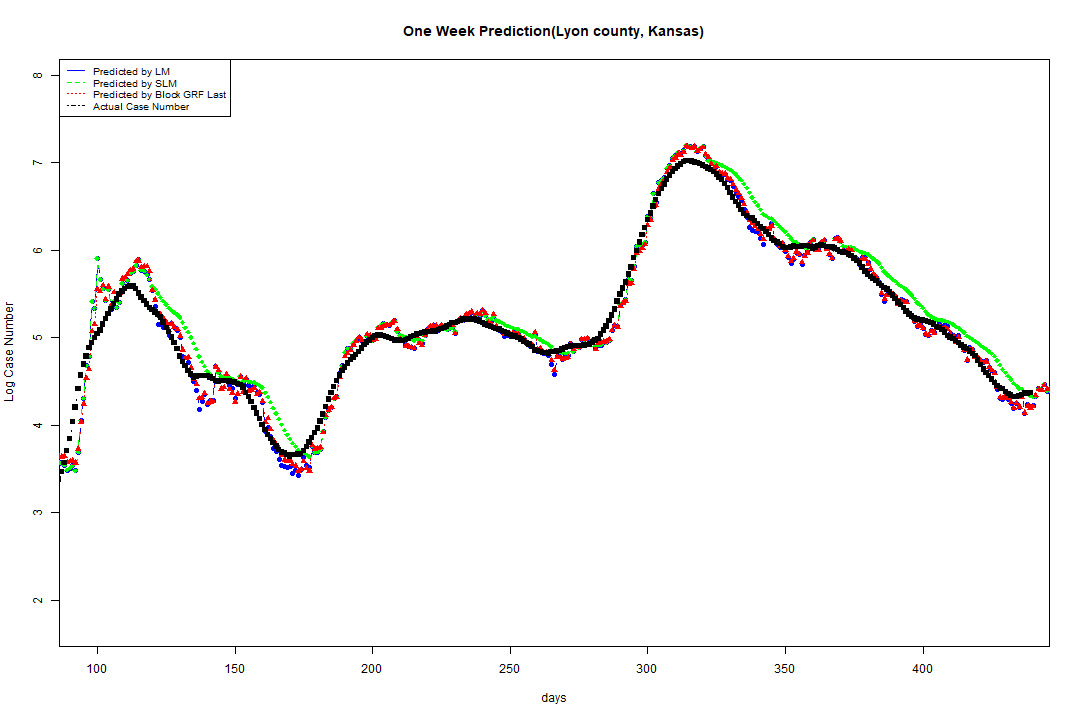 One Week Prediction(Lyon county, Kansas)
Predicted by LM
Predicted by SLM
Predicted by Block GRF Last
Actual Case Number
8
7
6
5
4
3
2
Log Case Number
100 150 200 250 300 350 400
days